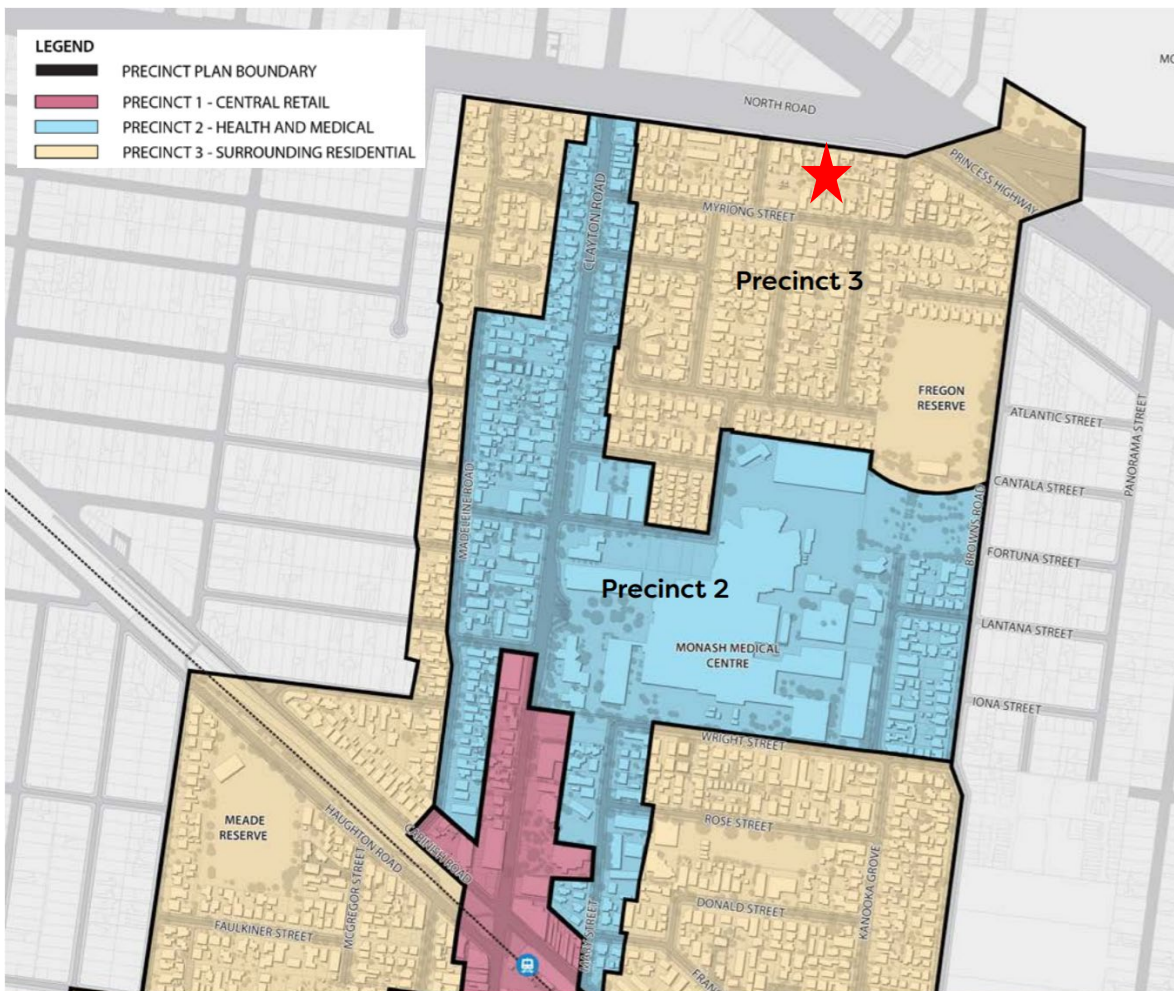 LEGEND
PRECINCT PLAN BOUNDARY
PRECINCT 1 - CENTRAL RETAIL
PRECINCT 2 - HEALTH AND MEDICAL
PRECINCT 3 - SURROUNDING RESIDENTIAL
NORTH ROAD
MO
PRINCESS HIGHWAY
CLAYTON ROAD
MYRIONG STREET
Precinct 3
FREGON
RESERVE
ATLANTIC STREET
PANORAMA STREET
CANTALA STREET
MADELEINE ROAD
BROWNS ROAD
FORTUNA STREET
Precinct 2
LANTANA STREET
MONASH MEDICAL
CENTRE
IONA STREET
WRIGHT STREET
MEADE
RESERVE
HAUGHTON ROAD
CARINISH ROAD
ROSE STREET
MCGREGOR STREET
KANOOKA GROVE
DONALD STREET
FAULKINER STREET
MARY STREET
FRAN